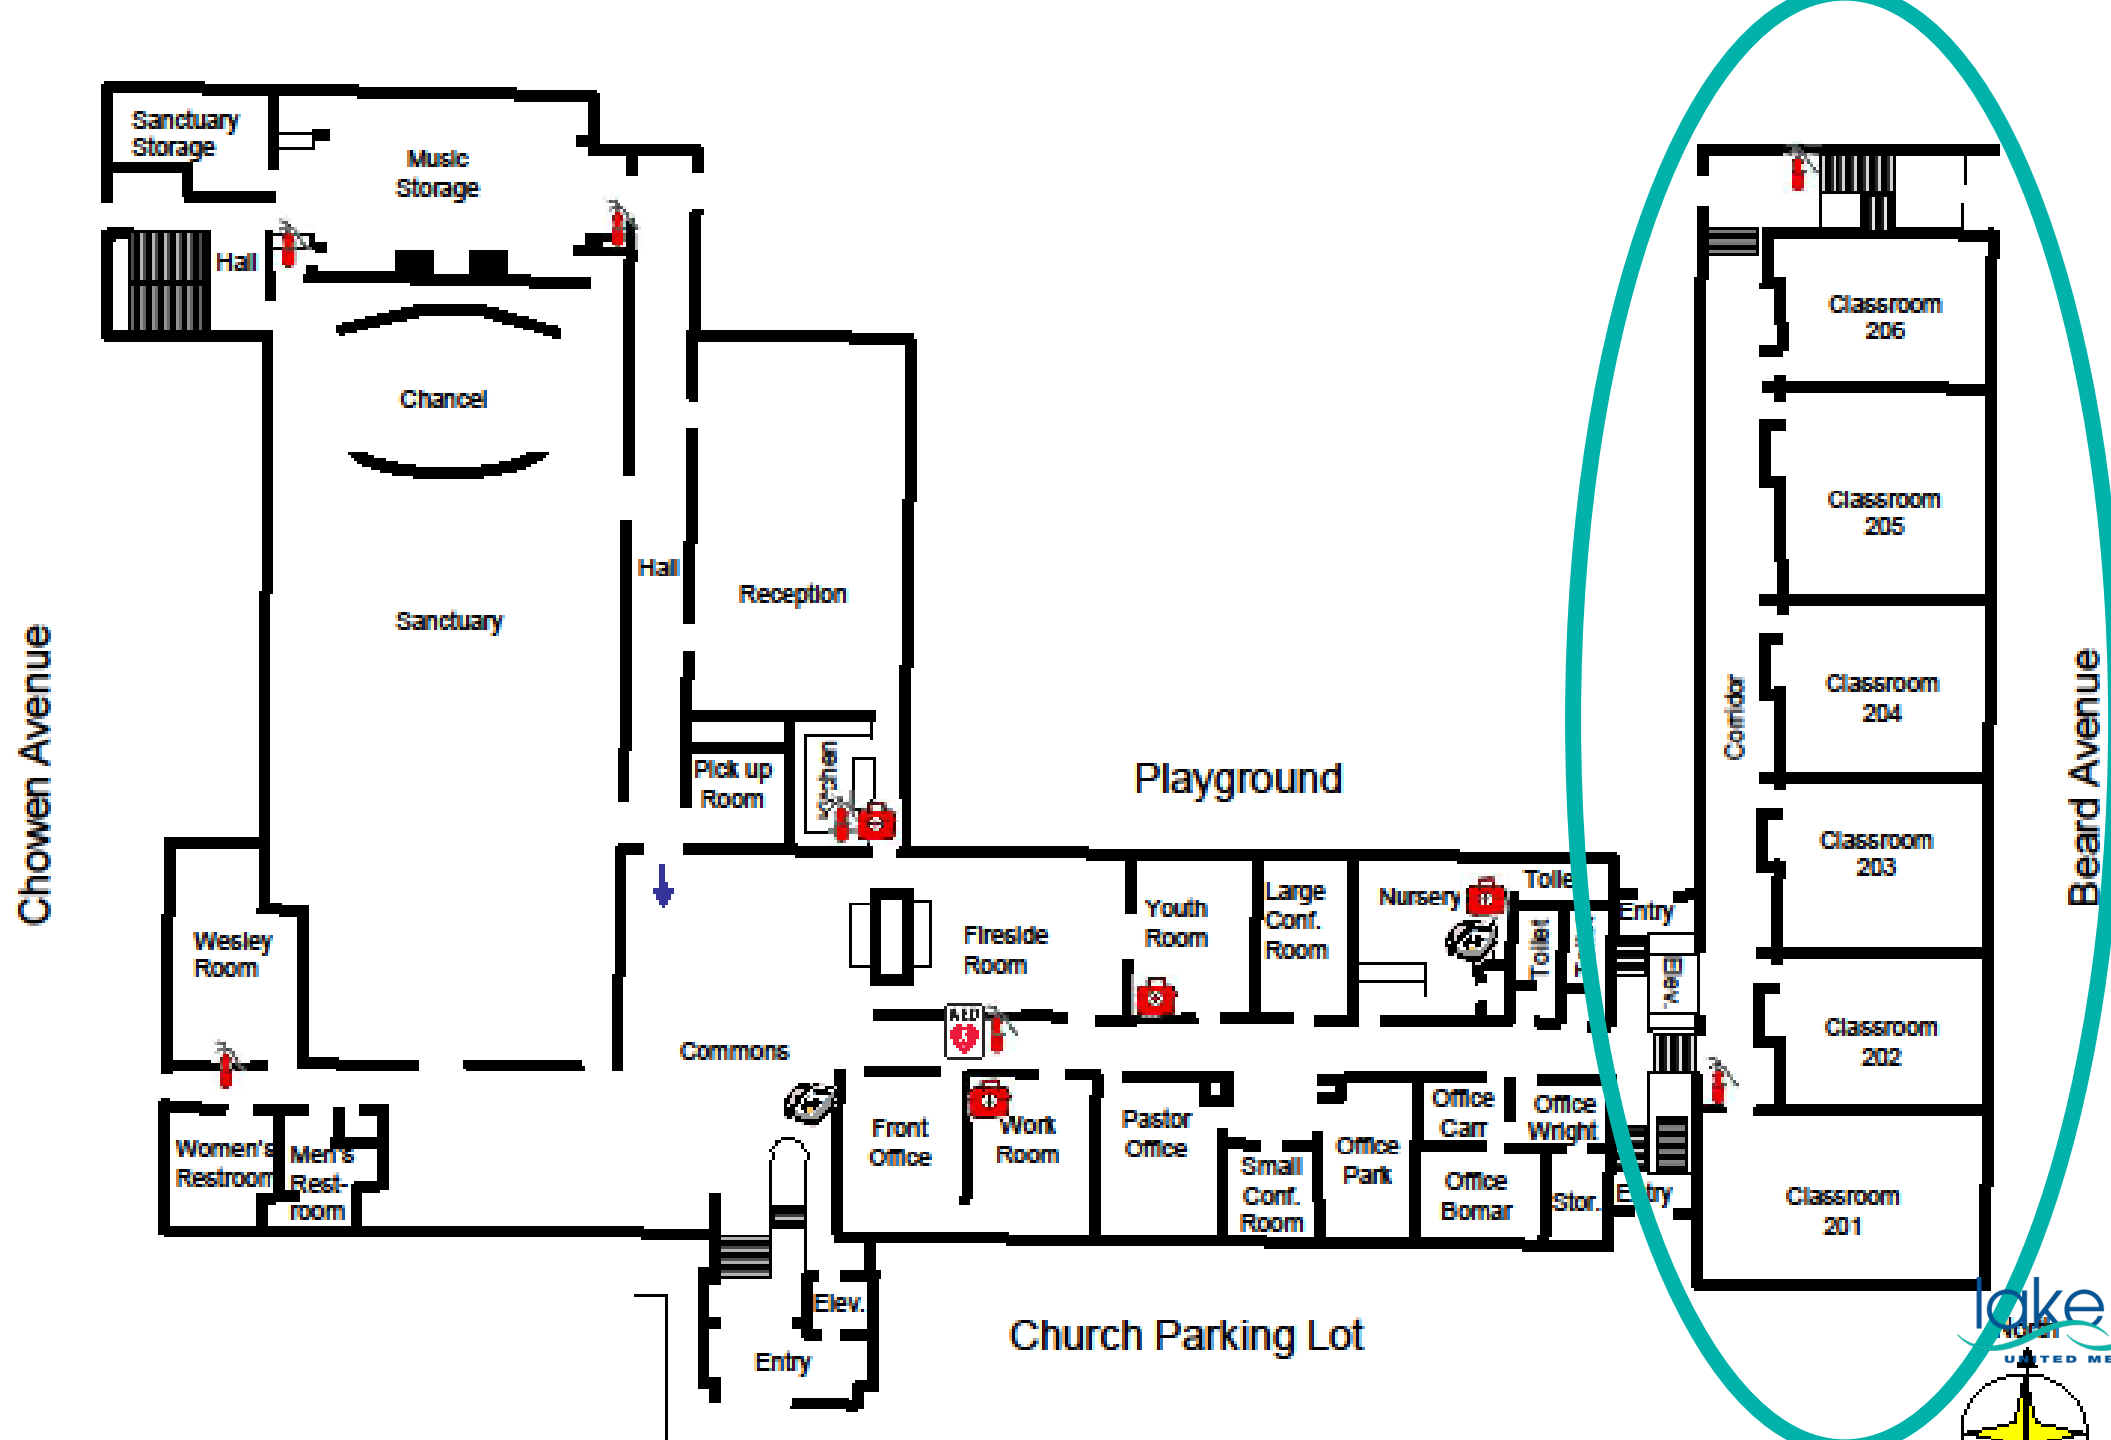 Sanctuary
Storage
Music
Storage
Hall
Chancel
Sanctuary
Hall
Reception
Pick up
Room
Kitchen
Chowen Avenue
Playground
Wesley
Room
Women's
Restroom
Men's
Rest-
room
Commons
Fireside
Room
AED
Youth
Room
Large
Conf.
Room
Nursery
Toilet
Entry
Elev.
Front
Office
Work
Room
Pastor
Office
Small
Conf.
Room
Office
Park
Office
Carr
Office
Wright
Office
Bomar
Stor.
Entry
Elev.
Entry
Church Parking Lot
Corridor
Classroom
206
Classroom
205
Classroom
204
Classroom
203
Classroom
202
Classroom
201
Beard Avenue
lake
North
UNITED ME